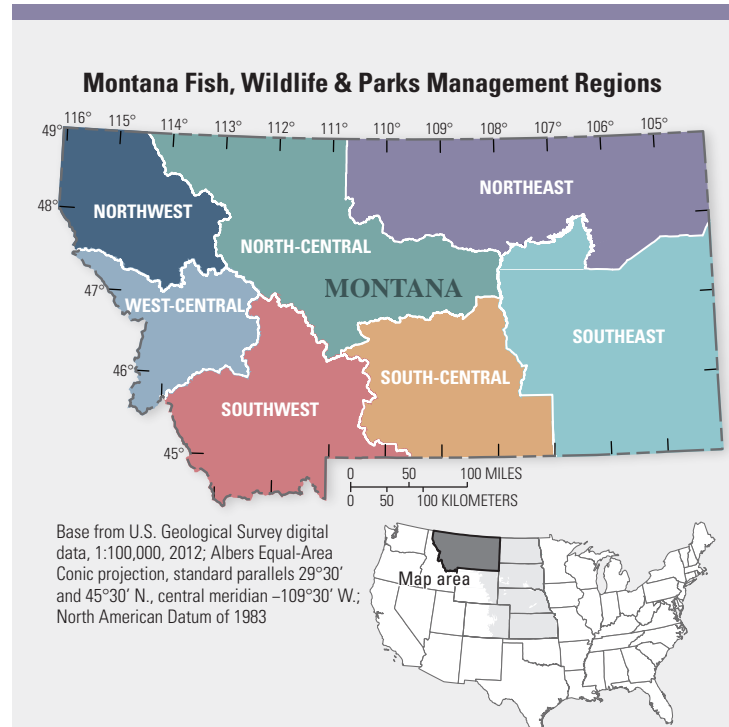 Montana Fish, Wildlife & Parks Management Regions
116°
115°
114°
113°
112°
111°
110°
109°
108°
107°
106°
105°
49°
48°
47°
46°
45°
NORTHWEST
NORTHEAST
NORTH-CENTRAL
MONTANA
WEST-CENTRAL
SOUTHEAST
SOUTH-CENTRAL
SOUTHWEST
0 50 100 MILES
0 50 100 KILOMETERS
Base from U.S. Geological Survey digital
data, 1:100,000, 2012; Albers Equal-Area
Conic projection, standard parallels 29°30′
and 45°30′ N., central meridian –109°30′ W.;
North American Datum of 1983
Map area